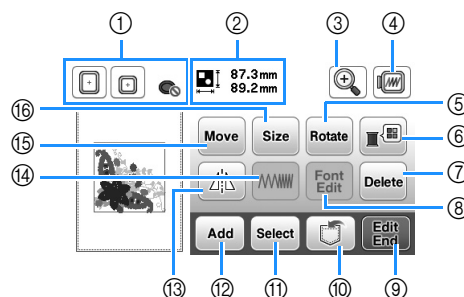 ① ② ③ ④
87.3mm
89.2mm
⑯ ⑤
Move Size Rotate ⑥
⑮
⑭ Font Edit Delete ⑦
⑧
Add Select Edit End
⑬ ⑫ ⑪ ⑩ ⑨